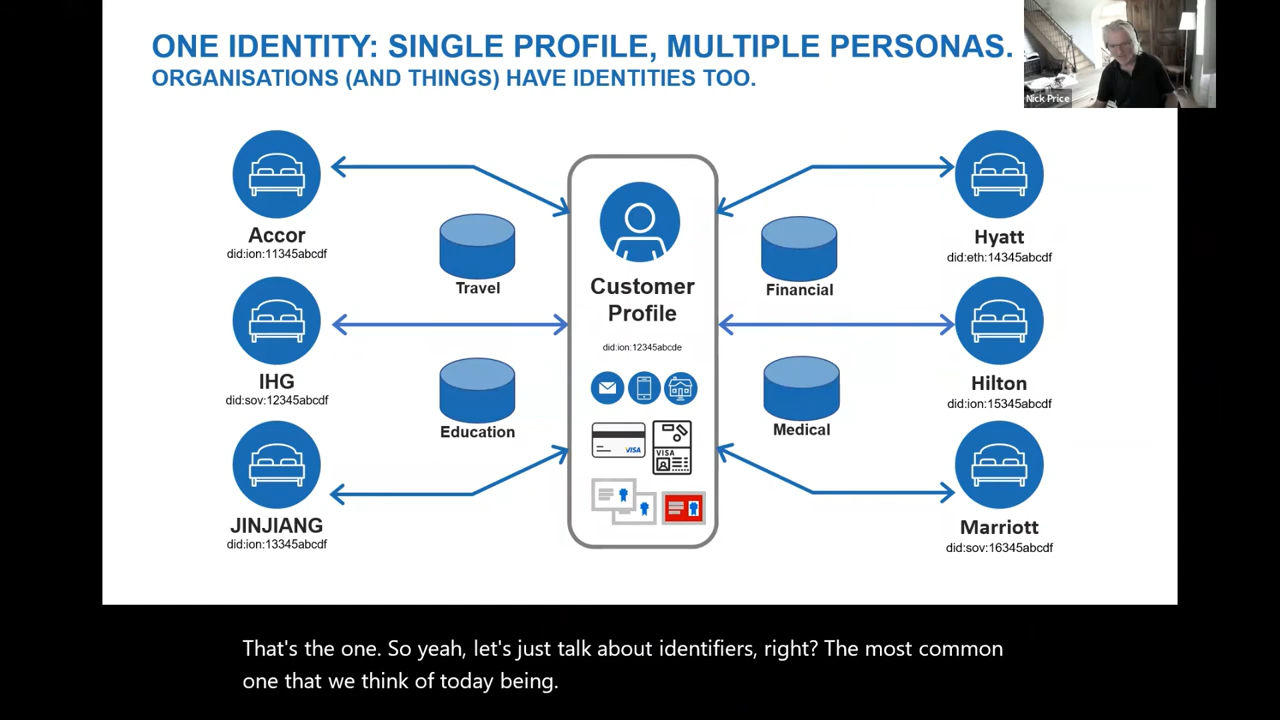 ONE IDENTITY: SINGLE PROFILE, MULTIPLE PERSONAS.
ORGANISATIONS (AND THINGS) HAVE IDENTITIES TOO.
Nick Price
Accor
did:ion:11345abcdf
IHG
did:sov:12345abcdf
JINJIANG
did:ion:13345abcdf
Travel
Education
Customer
Profile
did:ion:12345abcde
VISA
VISA
Financial
Medical
Hyatt
did:eth:14345abcdf
Hilton
did:ion:15345abcdf
Marriott
did:sov:16345abcdf
That's the one. So yeah, let's just talk about identifiers, right? The most common
one that we think of today being.